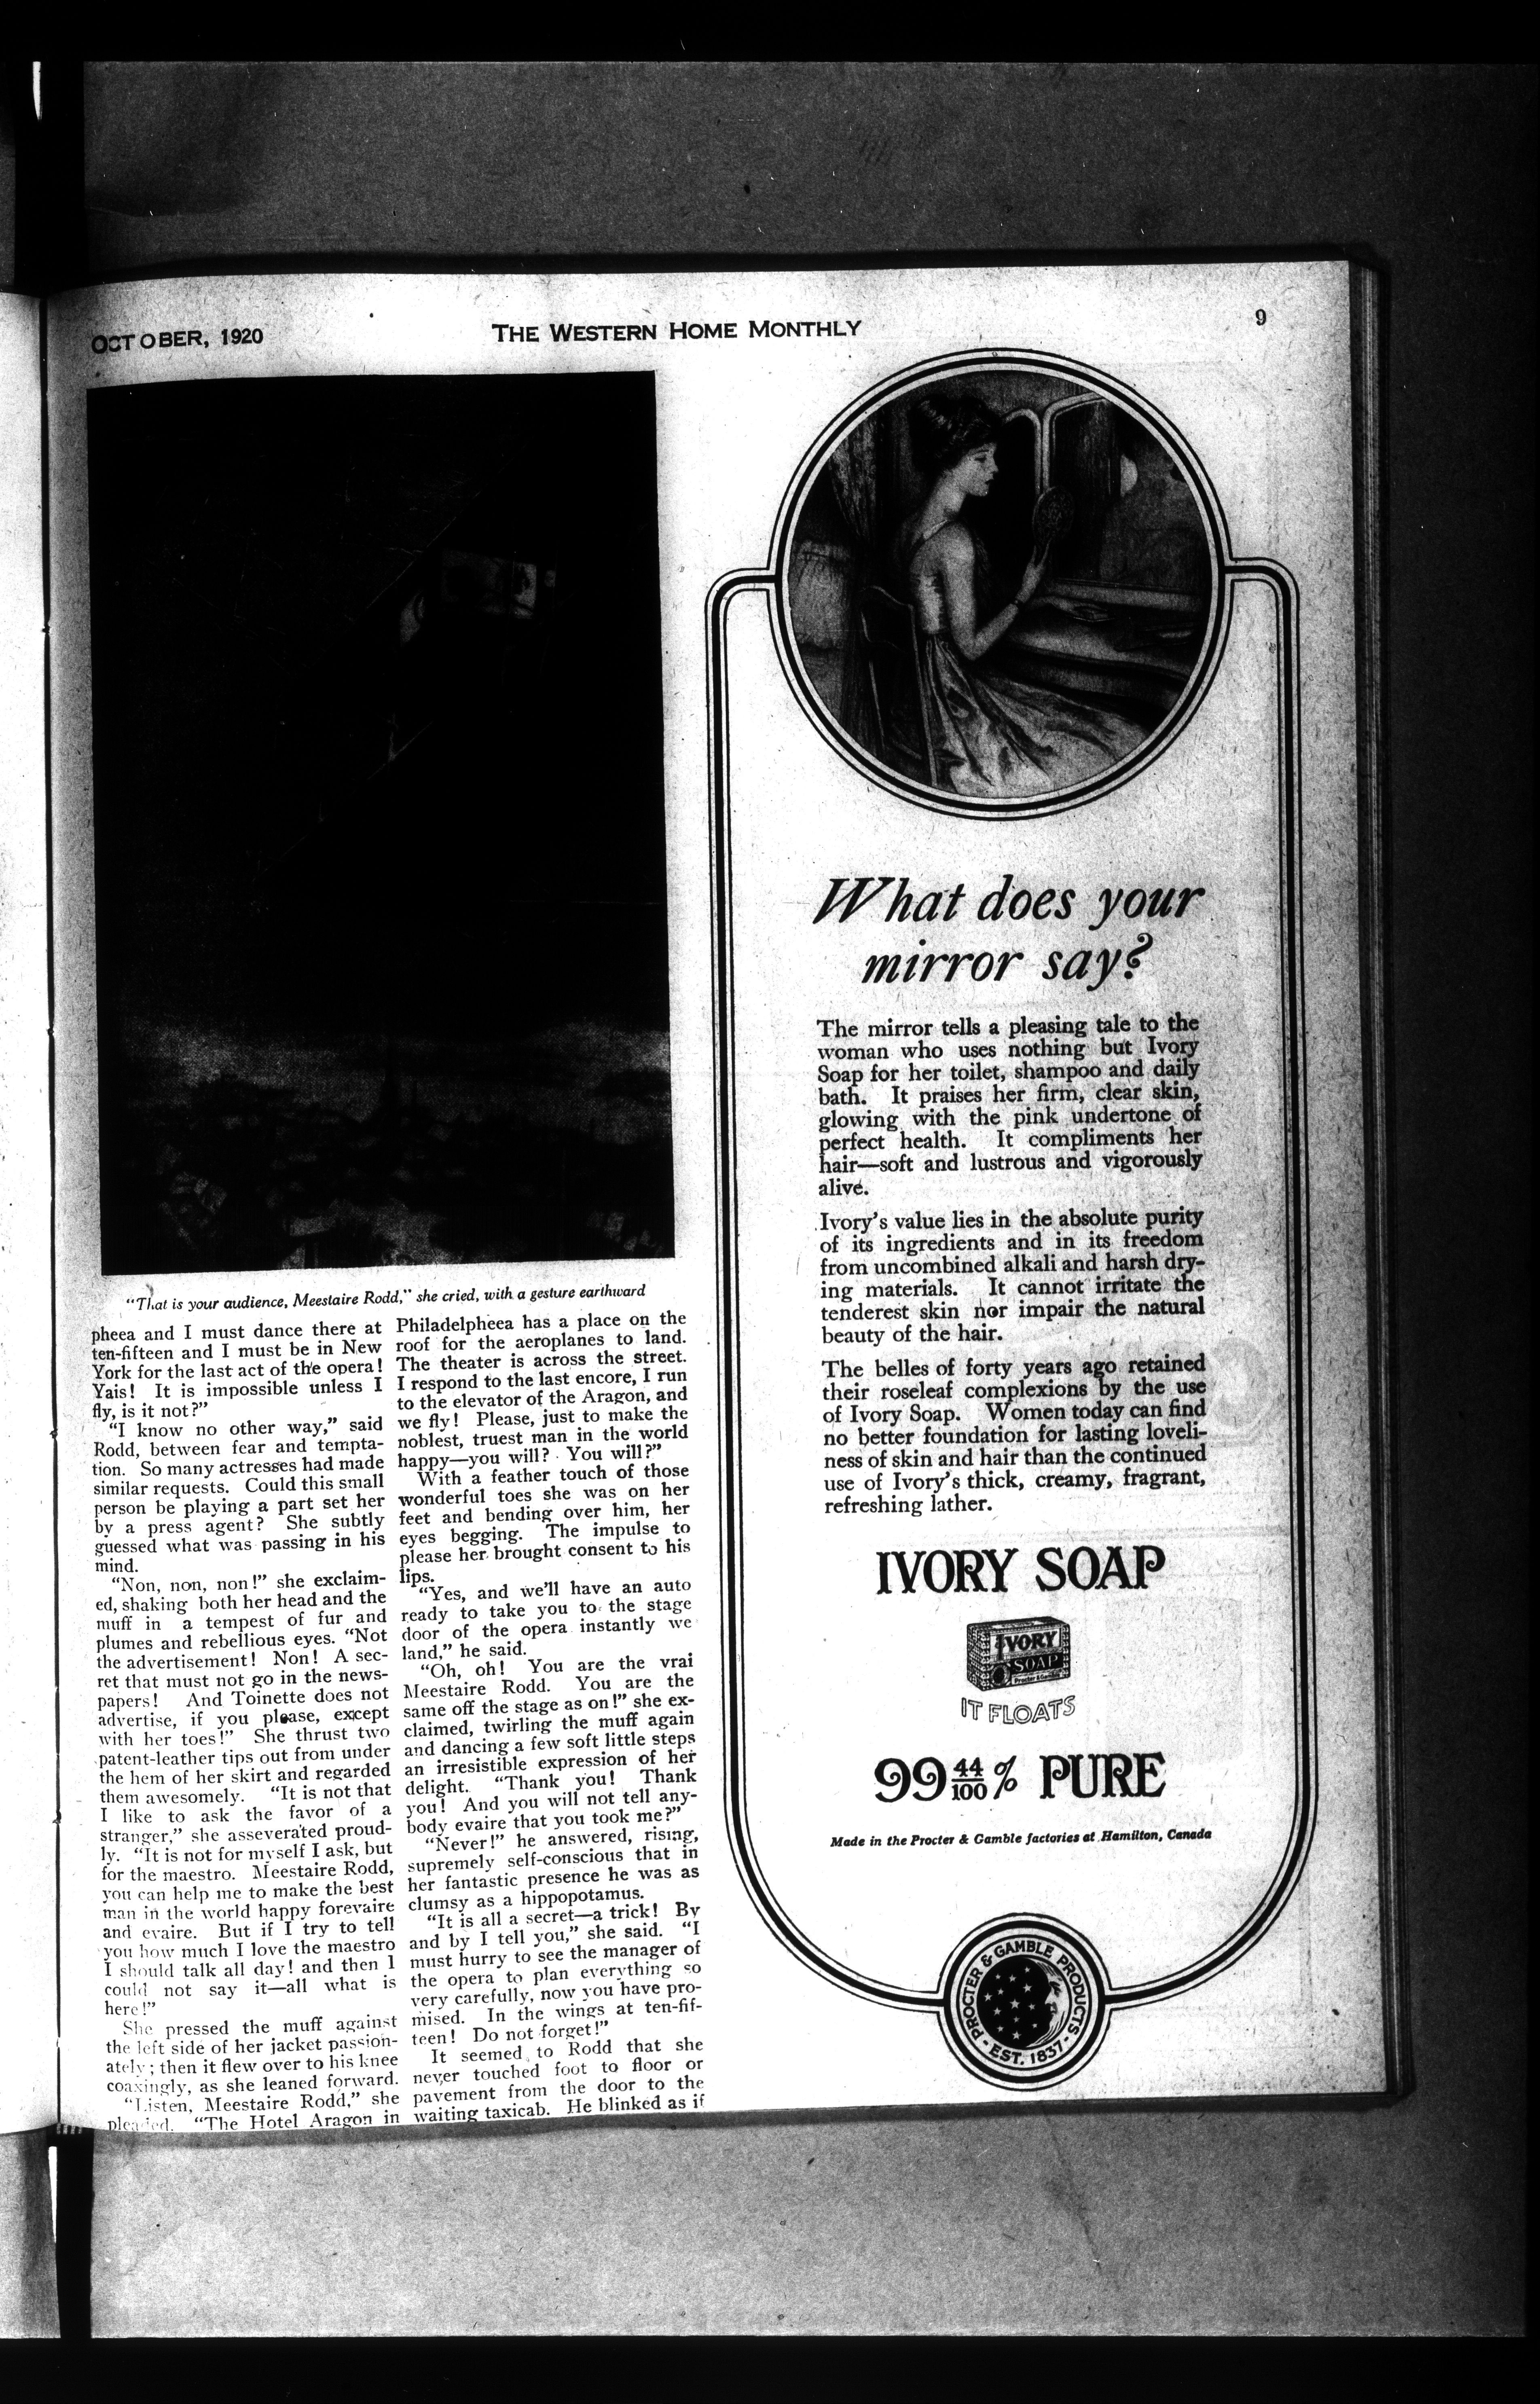 OCTOBER, 1920
THE WESTERN HOME MONTHLY
9
"That is your audience, Meestaire Rodd," she cried, with a gesture earthward
pheea and I must dance there at
ten-fifteen and I must be in New
York for the last act of the opera!
Yais! It is impossible unless I
fly, is it not?"
"I know no other way," said
Rodd, between fear and tempta-
tion. So many actresses had made
similar requests. Could this small
person be playing a part set her
by a press agent? She subtly
guessed what was passing in his
mind.
"Non, non, non!" she exclaim-
ed, shaking both her head and the
muff in a tempest of fur and
plumes and rebellious eyes. "Not
the advertisement! Non! A sec-
ret that must not go in the news-
papers! And Toinette does not
advertise, if you please, except
with her toes!" She thrust two
patent-leather tips out from under
the hem of her skirt and regarded
them awesomely. "It is not that
I like to ask the favor of a
stranger," she asseverated proud-
ly. "It is not for myself I ask, but
for the maestro. Meestaire Rodd,
you can help me to make the best
man in the world happy forevaire
and evaire. But if I try to tell
you how much I love the maestro
I should talk all day! and then I
could not say it—all what is
here!"
She pressed the muff against
the left side of her jacket passion-
ately; then it flew over to his knee
coaxingly, as she leaned forward.
"Listen, Meestaire Rodd," she
pleaded. "The Hotel Aragon in
Philadelpheea has a place on the
roof for the aeroplanes to land.
The theater is across the street.
I respond to the last encore, I run
to the elevator of the Aragon, and
we fly! Please, just to make the
noblest, truest man in the world
happy—you will? You will?"
With a feather touch of those
wonderful toes she was on her
feet and bending over him, her
eyes begging. The impulse to
please her brought consent to his
lips.
"Yes, and we'll have an auto
ready to take you to the stage
door of the opera instantly we
land," he said.
"Oh, oh! You are the vrai
Meestaire Rodd. You are the
same off the stage as on!" she ex-
claimed, twirling the muff again
and dancing a few soft little steps
an irresistible expression of her
delight. "Thank you! Thank
you! And you will not tell any-
body evaire that you took me?"
"Never!" he answered, rising,
supremely self-conscious that in
her fantastic presence he was as
clumsy as a hippopotamus.
"It is all a secret—a trick! By
and by I tell you," she said. "I
must hurry to see the manager of
the opera to plan everything so
very carefully, now you have pro-
mised. In the wings at ten-fif-
teen! Do not forget!"
It seemed to Rodd that she
never touched foot to floor or
pavement from the door to the
waiting taxicab. He blinked as if
What does your
mirror say?
The mirror tells a pleasing tale to the
woman who uses nothing but Ivory
Soap for her toilet, shampoo and daily
bath. It praises her firm, clear skin,
glowing with the pink undertone of
perfect health. It compliments her
hair—soft and lustrous and vigorously
alive.
Ivory's value lies in the absolute purity
of its ingredients and in its freedom
from uncombined alkali and harsh dry-
ing materials. It cannot irritate the
tenderest skin nor impair the natural
beauty of the hair.
The belles of forty years ago retained
their roseleaf complexions by the use
of Ivory Soap. Women today can find
no better foundation for lasting loveli-
ness of skin and hair than the continued
use of Ivory's thick, creamy, fragrant,
refreshing lather.
IVORY SOAP
IVORY
SOAP
Procter & Gamble
IT FLOATS
99 44/100 % PURE
Made in the Procter & Gamble factories at Hamilton, Canada
PROCTER & GAMBLE PRODUCTS
EST. 1837